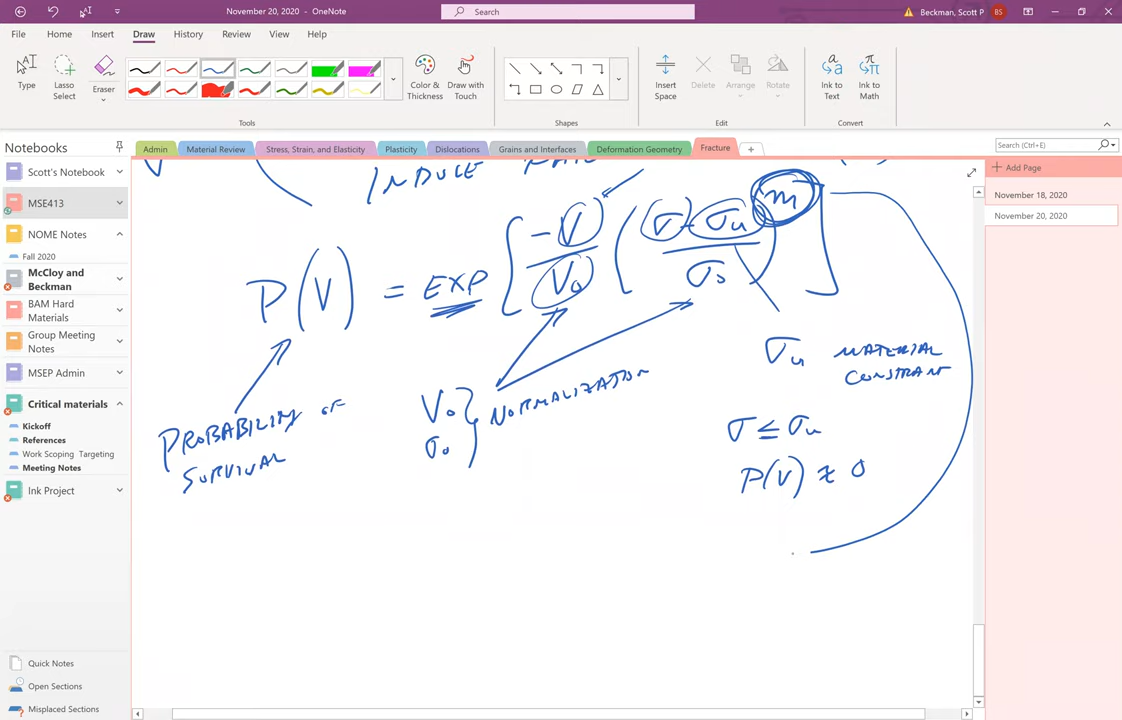 November 20, 2020 - OneNote
Search
Beckman, Scott P
BS
File Home Insert Draw History Review View Help
Type
Lasso Select
Eraser
Color & Thickness
Draw with Touch
Insert Space
Delete
Arrange
Rotate
Ink to Text
Ink to Math
Tools
Shapes
Edit
Convert
Notebooks
Admin Material Review Stress, Strain, and Elasticity Plasticity Dislocations Grains and Interfaces Deformation Geometry Fracture
Search (Ctrl+E)
Scott's Notebook
MSE413
NOME Notes
Fall 2020
McCloy and Beckman
BAM Hard Materials
Group Meeting Notes
MSEP Admin
Critical materials
Kickoff
References
Work Scoping Targeting
Meeting Notes
Ink Project
Quick Notes
Open Sections
Misplaced Sections
Add Page
November 18, 2020
November 20, 2020
INDUCE
P(V) = EXP [ -V/V₀ ( (σ-σᵤ)/σ₀ )^m ]
σᵤ MATERIAL CONSTRANT
PROBABILITY OF SURVIVAL
V₀ σ₀ } NORMALIZATION
σ ≤ σᵤ
P(V) ≈ 0